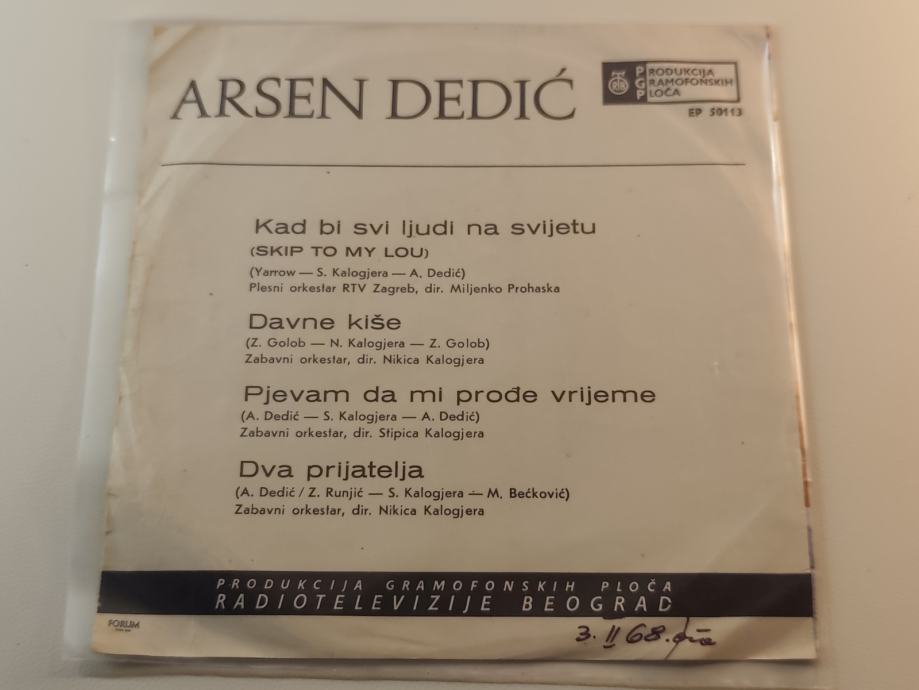 ARSEN DEDIĆ
RTB
PRODUKCIJA
GRAMOFONSKIH
PLOČA
EP 50113
Kad bi svi ljudi na svijetu
(SKIP TO MY LOU)
(Yarrow — S. Kalogjera — A. Dedić)
Plesni orkestar RTV Zagreb, dir. Miljenko Prohaska
Davne kiše
(Z. Golob — N. Kalogjera — Z. Golob)
Zabavni orkestar, dir. Nikica Kalogjera
Pjevam da mi prođe vrijeme
(A. Dedić — S. Kalogjera — A. Dedić)
Zabavni orkestar, dir. Stipica Kalogjera
Dva prijatelja
(A. Dedić / Z. Runjić — S. Kalogjera — M. Bećković)
Zabavni orkestar, dir. Nikica Kalogjera
PRODUKCIJA GRAMOFONSKIH PLOČA
RADIOTELEVIZIJE BEOGRAD
FORUM
3. II 68.